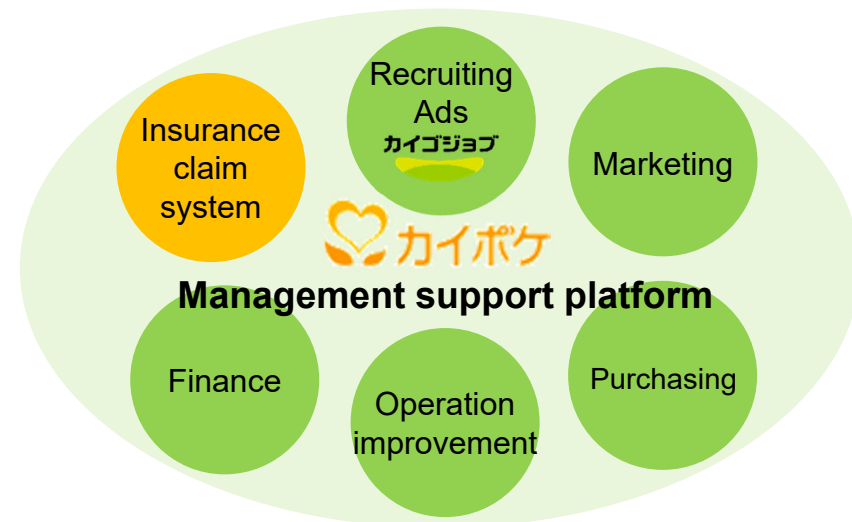 Recruiting
Ads
カイゴジョブ
Insurance
claim
system
Marketing
カイポケ
Management support platform
Finance
Operation
improvement
Purchasing